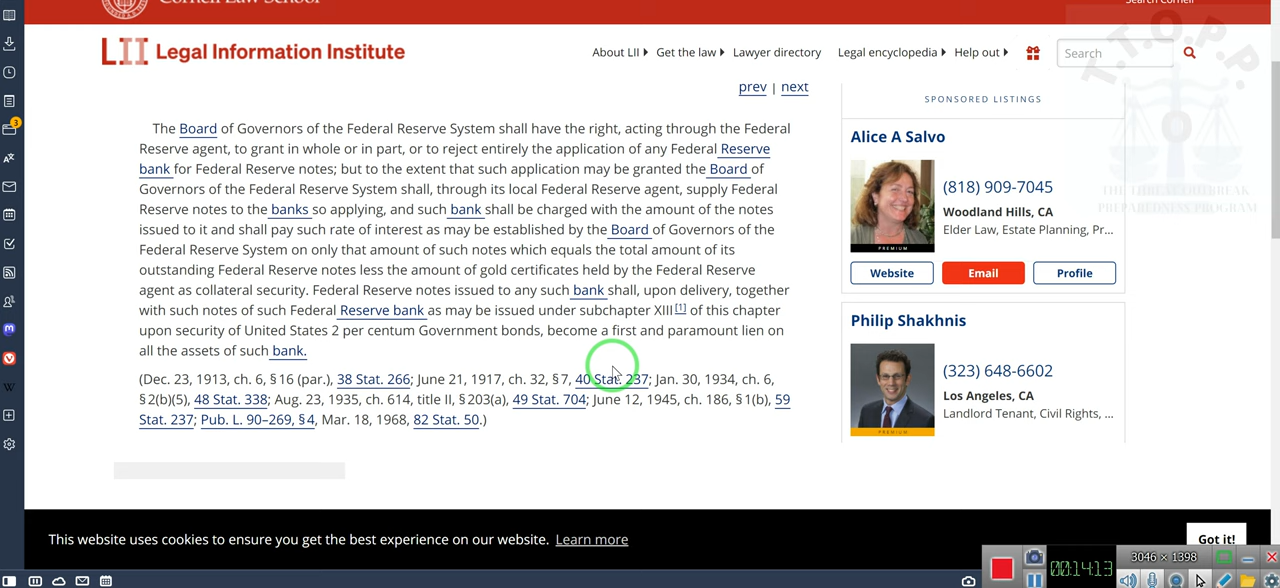 Cornell Law School
Search Cornell
LII Legal Information Institute
About LII Get the law Lawyer directory Legal encyclopedia Help out Search
T.T.O.P.P.
prev | next
The Board of Governors of the Federal Reserve System shall have the right, acting through the Federal
Reserve agent, to grant in whole or in part, or to reject entirely the application of any Federal Reserve
bank for Federal Reserve notes; but to the extent that such application may be granted the Board of
Governors of the Federal Reserve System shall, through its local Federal Reserve agent, supply Federal
Reserve notes to the banks so applying, and such bank shall be charged with the amount of the notes
issued to it and shall pay such rate of interest as may be established by the Board of Governors of the
Federal Reserve System on only that amount of such notes which equals the total amount of its
outstanding Federal Reserve notes less the amount of gold certificates held by the Federal Reserve
agent as collateral security. Federal Reserve notes issued to any such bank shall, upon delivery, together
with such notes of such Federal Reserve bank as may be issued under subchapter XIII[1] of this chapter
upon security of United States 2 per centum Government bonds, become a first and paramount lien on
all the assets of such bank.
(Dec. 23, 1913, ch. 6, § 16 (par.), 38 Stat. 266; June 21, 1917, ch. 32, § 7, 40 Stat. 237; Jan. 30, 1934, ch. 6,
§ 2(b)(5), 48 Stat. 338; Aug. 23, 1935, ch. 614, title II, § 203(a), 49 Stat. 704; June 12, 1945, ch. 186, § 1(b), 59
Stat. 237; Pub. L. 90–269, § 4, Mar. 18, 1968, 82 Stat. 50.)
SPONSORED LISTINGS
Alice A Salvo
(818) 909-7045
Woodland Hills, CA
Elder Law, Estate Planning, Pr...
PREMIUM
Website Email Profile
Philip Shakhnis
(323) 648-6602
Los Angeles, CA
Landlord Tenant, Civil Rights, ...
PREMIUM
PREPAREDNESS PROGRAM
3
This website uses cookies to ensure you get the best experience on our website. Learn more
Got it!
3046 × 1398
00:14:13